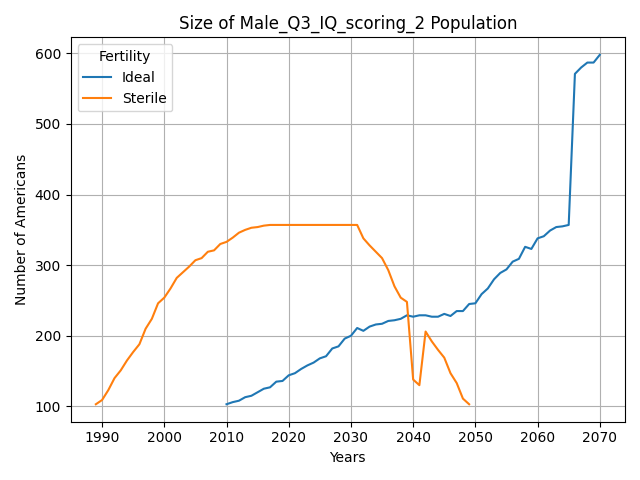 Size of Male_Q3_IQ_scoring_2 Population
Fertility
Ideal
Sterile
Number of Americans
600
500
400
300
200
100
1990 2000 2010 2020 2030 2040 2050 2060 2070
Years